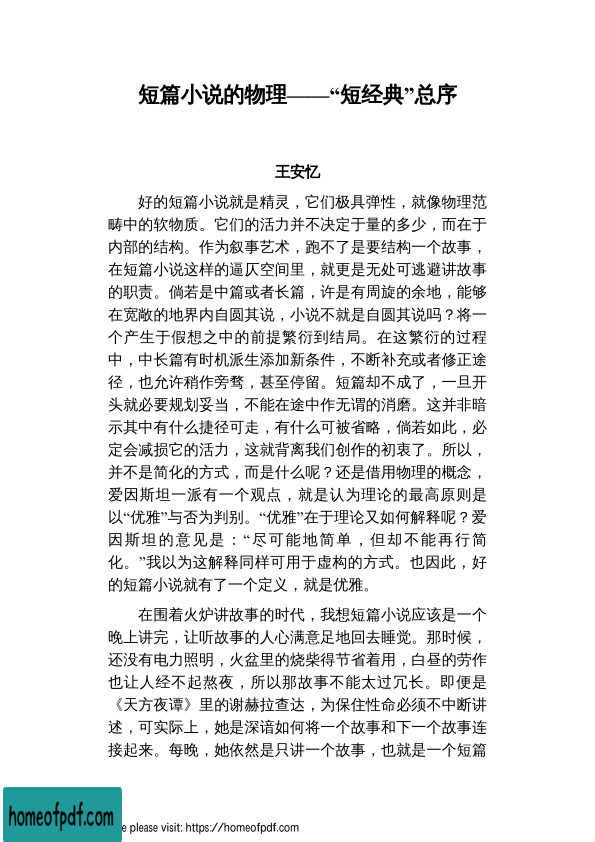 短篇小说的物理——“短经典”总序
王安忆
好的短篇小说就是精灵，它们极具弹性，就像物理范
畴中的软物质。它们的活力并不决定于量的多少，而在于
内部的结构。作为叙事艺术，跑不了是要结构一个故事，
在短篇小说这样的逼仄空间里，就更是无处可逃避讲故事
的职责。倘若是中篇或者长篇，许是有周旋的余地，能够
在宽敞的地界内自圆其说，小说不就是自圆其说吗？将一
个产生于假想之中的前提繁衍到结局。在这繁衍的过程
中，中长篇有时机派生添加新条件，不断补充或者修正途
径，也允许稍作旁骛，甚至停留。短篇却不成了，一旦开
头就必要规划妥当，不能在途中作无谓的消磨。这并非暗
示其中有什么捷径可走，有什么可被省略，倘若如此，必
定会减损它的活力，这就背离我们创作的初衷了。所以，
并不是简化的方式，而是什么呢？还是借用物理的概念，
爱因斯坦一派有一个观点，就是认为理论的最高原则是
以“优雅”与否为判别。“优雅”在于理论又如何解释呢？爱
因斯坦的意见是：“尽可能地简单，但却不能再行简
化。”我以为这解释同样可用于虚构的方式。也因此，好
的短篇小说就有了一个定义，就是优雅。
在围着火炉讲故事的时代，我想短篇小说应该是一个
晚上讲完，让听故事的人心满意足地回去睡觉。那时候，
还没有电力照明，火盆里的烧柴得节省着用，白昼的劳作
也让人经不起熬夜，所以那故事不能太过冗长。即便是
《天方夜谭》里的谢赫拉查达，为保住性命必须不中断讲
述，可实际上，她是深谙如何将一个故事和下一个故事连
接起来。每晚，她依然是只讲一个故事，也就是一个短篇
homeofpdf.com
e please visit: https://homeofpdf.com